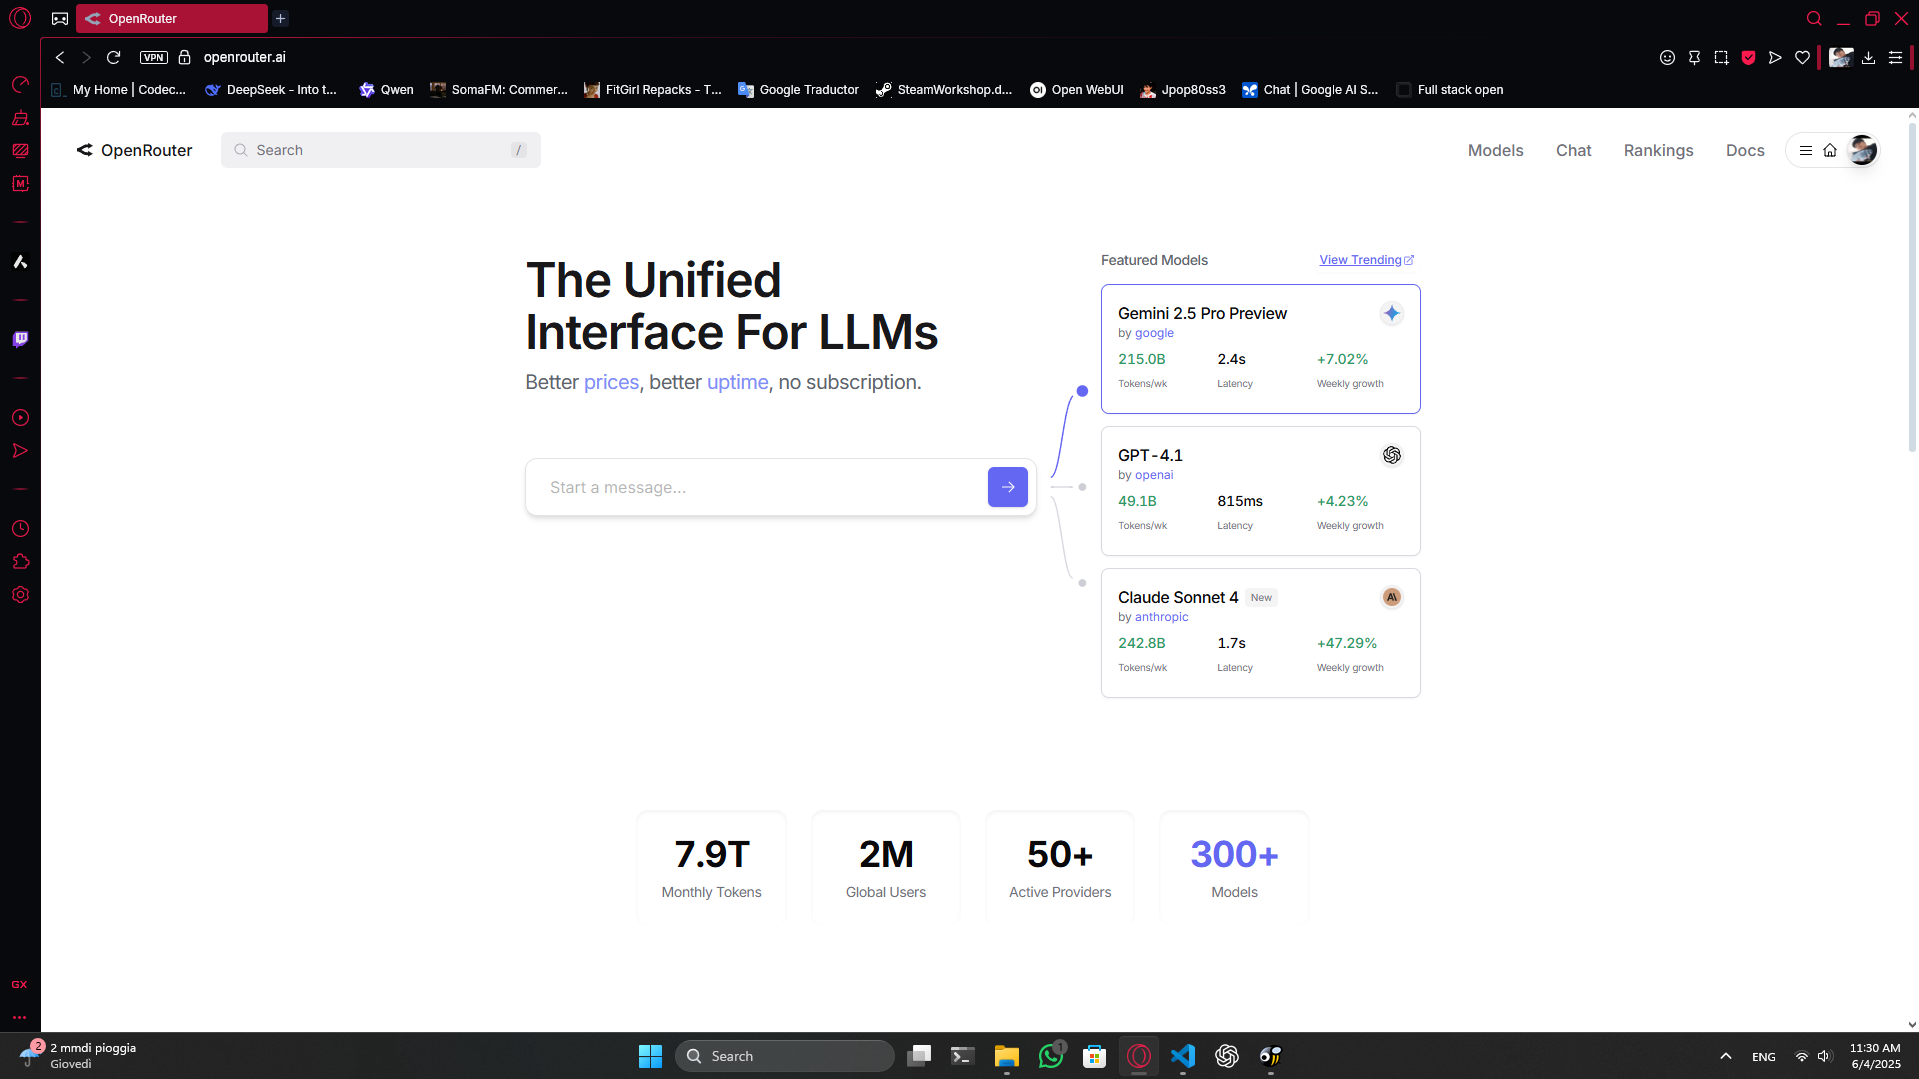 OpenRouter
VPN
openrouter.ai
My Home | Codec...
DeepSeek - Into t...
Qwen
SomaFM: Commer...
FitGirl Repacks - T...
Google Traductor
SteamWorkshop.d...
OI Open WebUI
Jpop80ss3
Chat | Google AI S...
Full stack open
OpenRouter
Search /
Models
Chat
Rankings
Docs
The Unified
Interface For LLMs
Better prices, better uptime, no subscription.
Start a message...
Featured Models
View Trending
Gemini 2.5 Pro Preview
by google
215.0B 2.4s +7.02%
Tokens/wk Latency Weekly growth
GPT-4.1
by openai
49.1B 815ms +4.23%
Tokens/wk Latency Weekly growth
Claude Sonnet 4 New
by anthropic
242.8B 1.7s +47.29%
Tokens/wk Latency Weekly growth
7.9T
Monthly Tokens
2M
Global Users
50+
Active Providers
300+
Models
M
GX
2
2 mmdi pioggia
Giovedì
Search
1
ENG
11:30 AM
6/4/2025